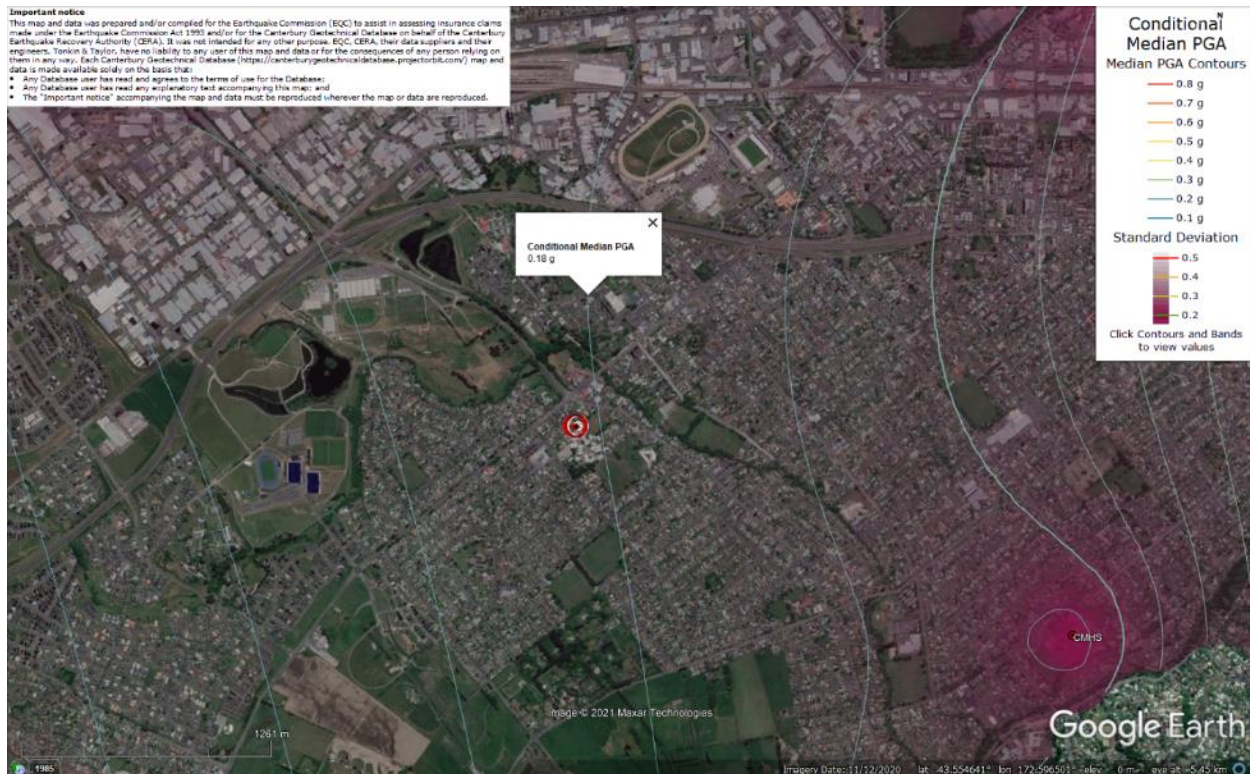 Important notice
This map and data was prepared and/or compiled for the Earthquake Commission (EQC) to assist in assessing insurance claims
made under the Earthquake Commission Act 1993 and/or for the Canterbury Geotechnical Database on behalf of the Canterbury
Earthquake Recovery Authority (CERA). It was not intended for any other purpose. EQC, CERA, their data suppliers and their
engineers, Tonkin & Taylor, have no liability to any user of this map and data or for the consequences of any person relying on
them in any way. Each Canterbury Geotechnical Database (https://canterburygeotechnicaldatabase.projectorbit.com/) map and
data is made available solely on the basis that:
• Any Database user has read and agrees to the terms of use for the Database;
• Any Database user has read any explanatory text accompanying this map; and
• The "Important notice" accompanying the map and data must be reproduced wherever the map or data are reproduced.
N
Conditional
Median PGA
Median PGA Contours
0.8 g
0.7 g
0.6 g
0.5 g
0.4 g
0.3 g
0.2 g
0.1 g
Standard Deviation
0.5
0.4
0.3
0.2
Click Contours and Bands
to view values
Conditional Median PGA
0.18 g
CMHS
Image © 2021 Maxar Technologies
Google Earth
1261 m
1985
Imagery Date: 11/12/2020 lat -43.554641° lon 172.596501° elev 0 m eye alt 5.45 km